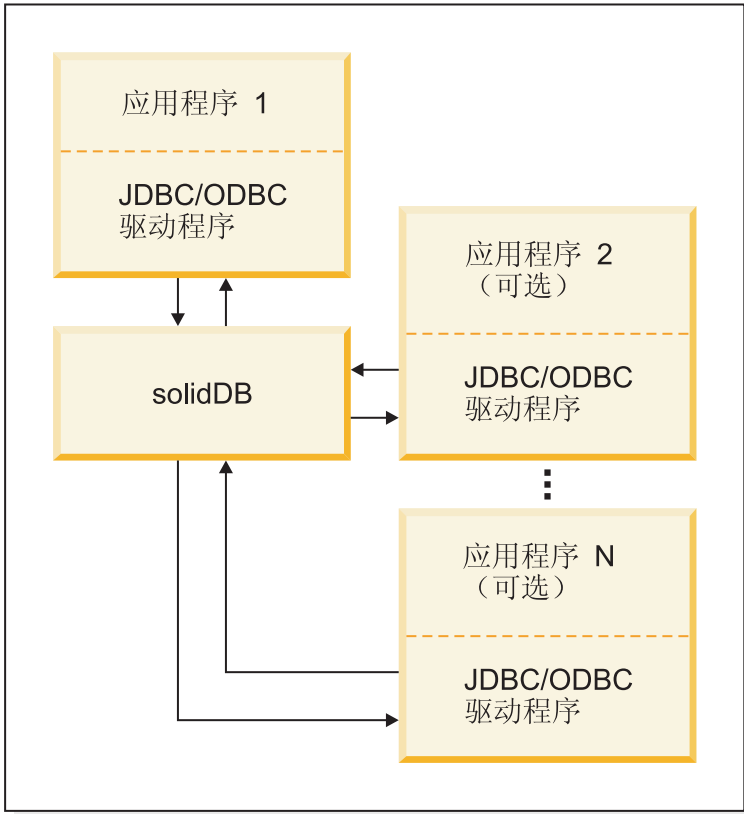 应用程序 1
JDBC/ODBC
驱动程序
应用程序 2
（可选）
JDBC/ODBC
驱动程序
solidDB
应用程序 N
（可选）
JDBC/ODBC
驱动程序